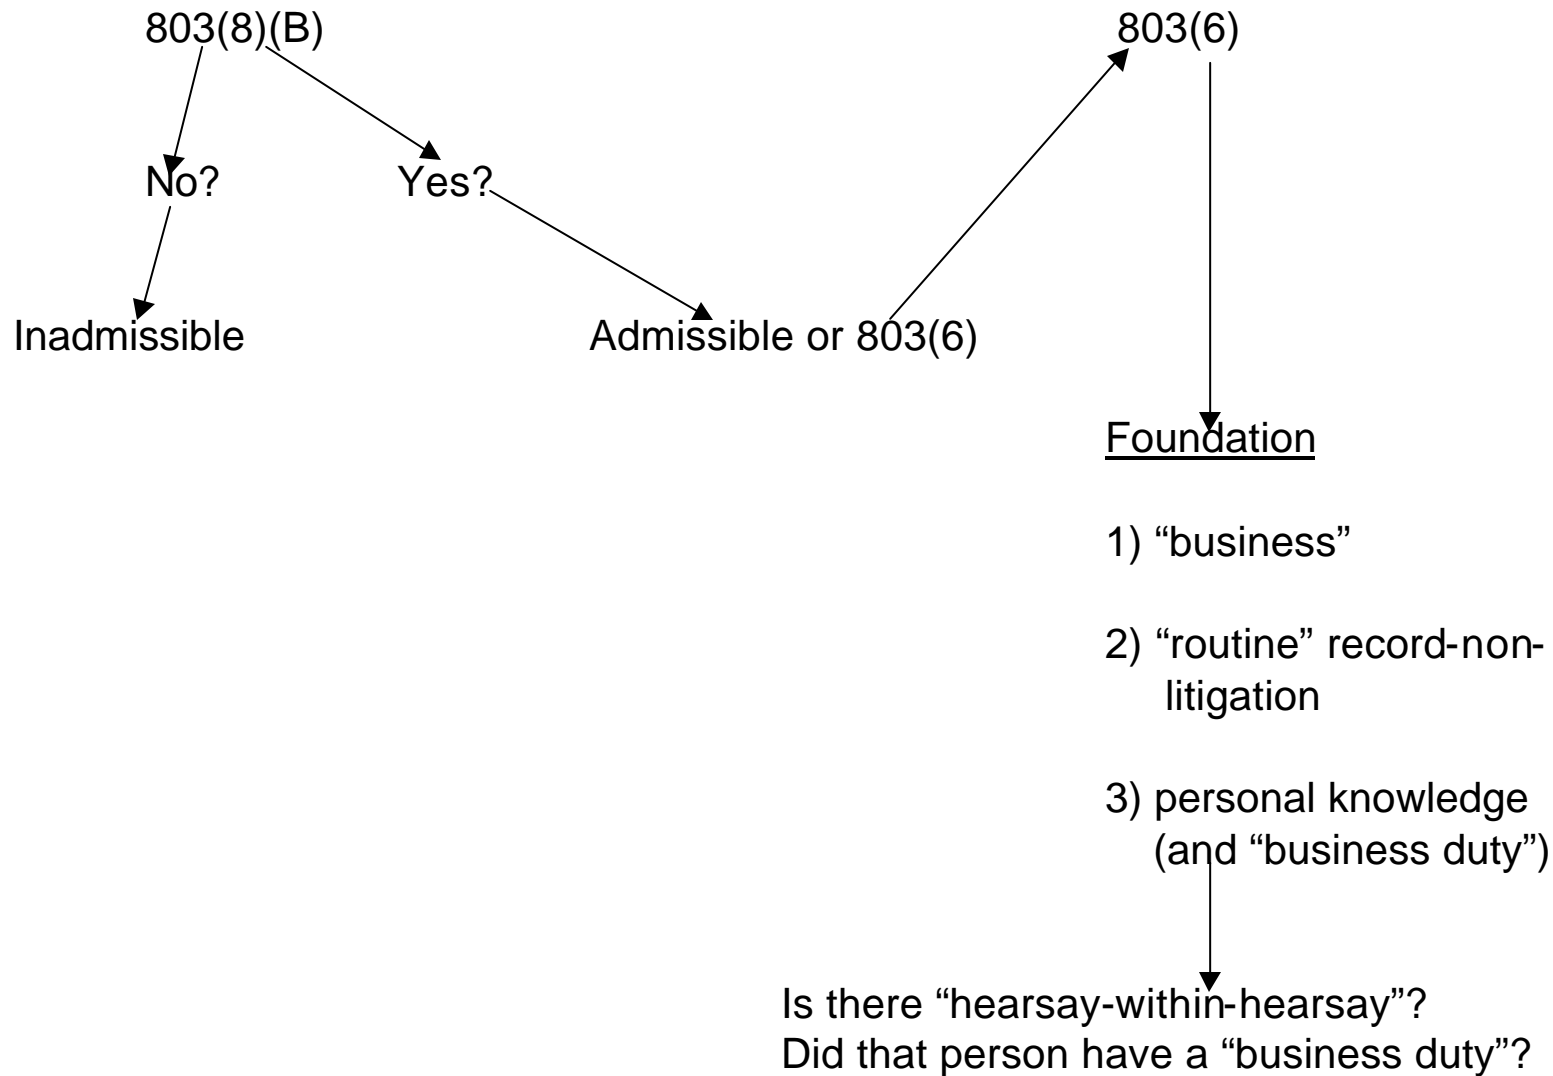 803(8)(B)
803(6)
No?
Yes?
Inadmissible
Admissible or 803(6)
Foundation
1) “business”
2) “routine” record-non-
litigation
3) personal knowledge
(and “business duty”)
Is there “hearsay-within-hearsay”?
Did that person have a “business duty”?